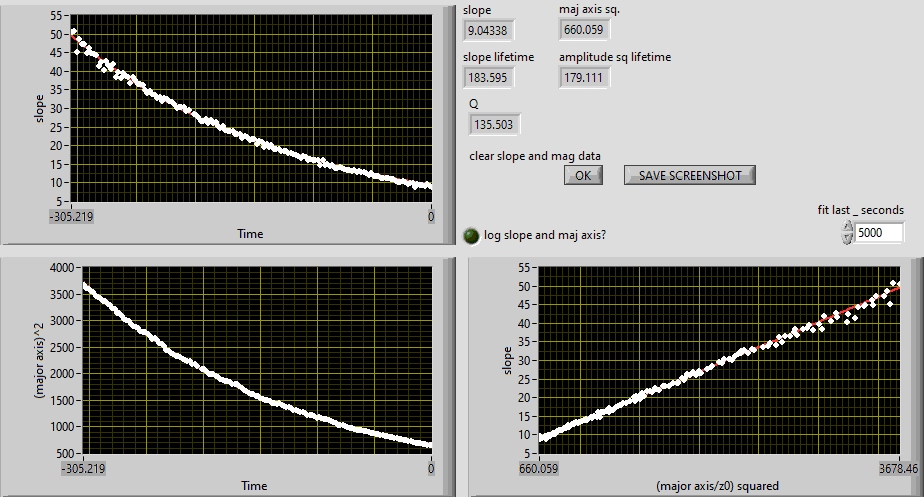 55
50
45
40
35
30
25
20
15
10
5
slope
-305.219
0
Time
slope
9.04338
maj axis sq.
660.059
slope lifetime
183.595
amplitude sq lifetime
179.111
Q
135.503
clear slope and mag data
OK
SAVE SCREENSHOT
log slope and maj axis?
fit last _ seconds
5000
4000
3500
3000
2500
2000
1500
1000
500
(major axis)^2
-305.219
0
Time
55
50
45
40
35
30
25
20
15
10
5
slope
660.059
3678.46
(major axis/z0) squared